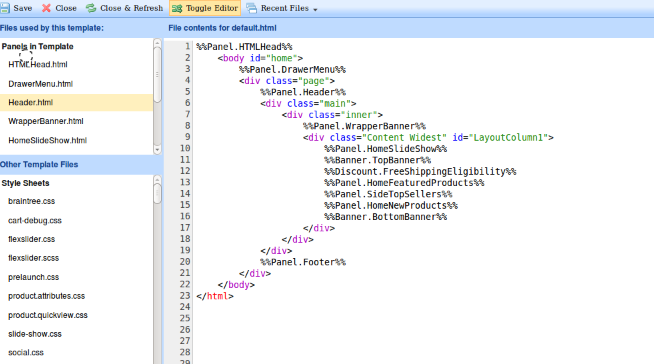 Save Close Close & Refresh Toggle Editor Recent Files
Files used by this template:
Panels in Template
HTMLHead.html
DrawerMenu.html
Header.html
WrapperBanner.html
HomeSlideShow.html
Other Template Files
Style Sheets
braintree.css
cart-debug.css
flexslider.css
flexslider.scss
prelaunch.css
product.attributes.css
product.quickview.css
slide-show.css
social.css
File contents for default.html
1 %%Panel.HTMLHead%%
2 <body id="home">
3 %%Panel.DrawerMenu%%
4 <div class="page">
5 %%Panel.Header%%
6 <div class="main">
7 <div class="inner">
8 %%Panel.WrapperBanner%%
9 <div class="Content Widest" id="LayoutColumn1">
10 %%Panel.HomeSlideShow%%
11 %%Banner.TopBanner%%
12 %%Discount.FreeShippingEligibility%%
13 %%Panel.HomeFeaturedProducts%%
14 %%Panel.SideTopSellers%%
15 %%Panel.HomeNewProducts%%
16 %%Banner.BottomBanner%%
17 </div>
18 </div>
19 </div>
20 %%Panel.Footer%%
21 </div>
22 </body>
23 </html>
24
25
26
27
28
29